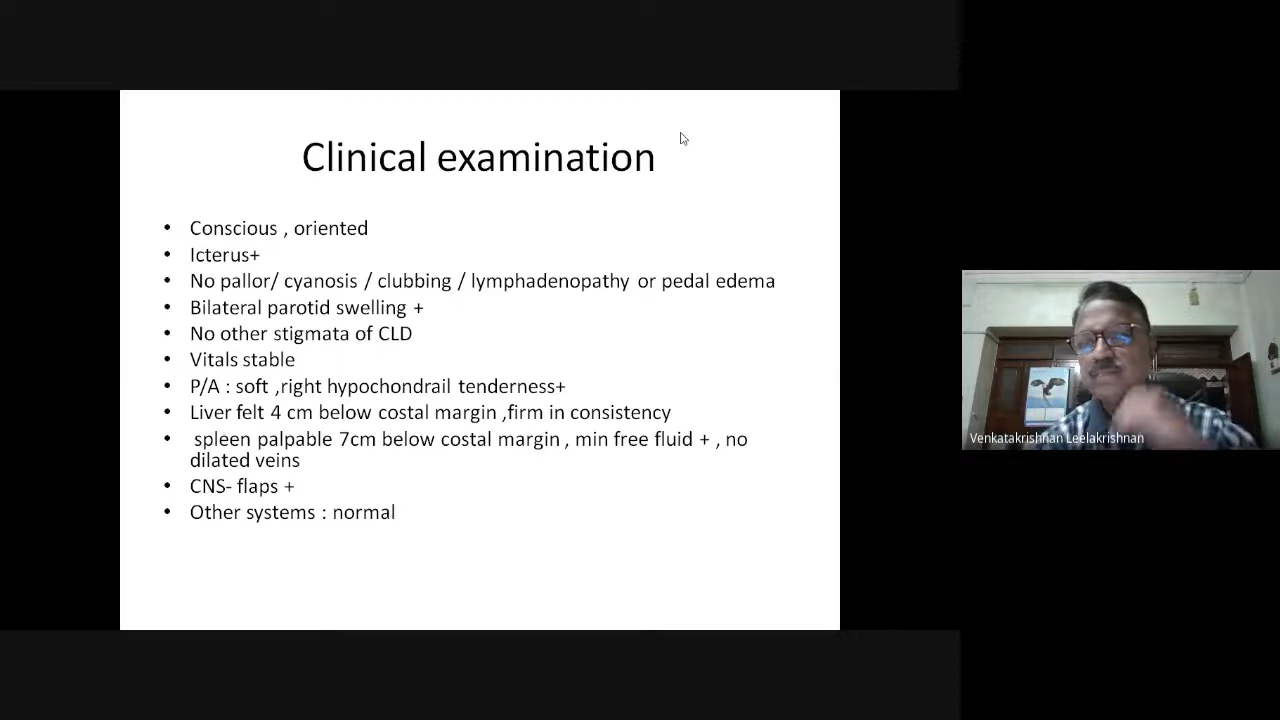 Clinical examination
• Conscious , oriented
• Icterus+
• No pallor/ cyanosis / clubbing / lymphadenopathy or pedal edema
• Bilateral parotid swelling +
• No other stigmata of CLD
• Vitals stable
• P/A : soft ,right hypochondrail tenderness+
• Liver felt 4 cm below costal margin ,firm in consistency
• spleen palpable 7cm below costal margin , min free fluid + , no
dilated veins
• CNS- flaps +
• Other systems : normal
Venkatakrishnan Leelakrishnan